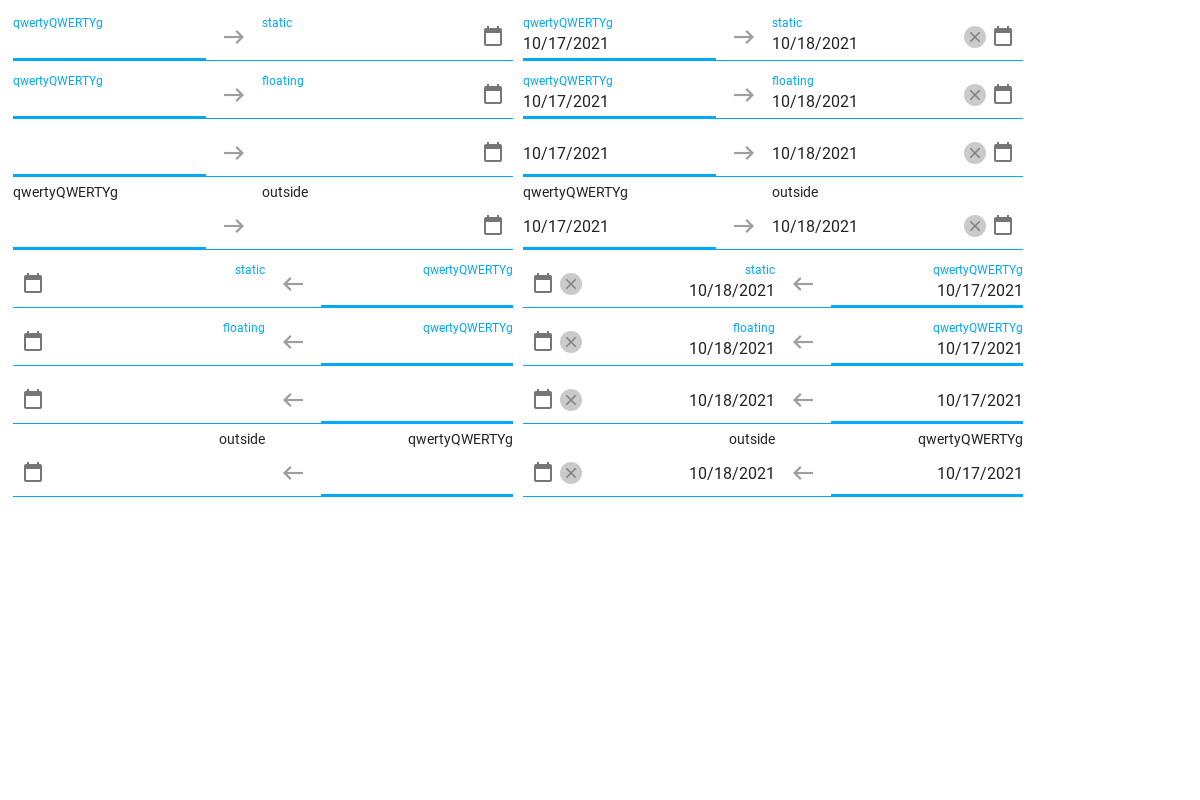 qwertyQWERTYg static qwertyQWERTYg static
10/17/2021 10/18/2021
qwertyQWERTYg floating qwertyQWERTYg floating
10/17/2021 10/18/2021
10/17/2021 10/18/2021
qwertyQWERTYg outside qwertyQWERTYg outside
10/17/2021 10/18/2021
static qwertyQWERTYg static qwertyQWERTYg
10/18/2021 10/17/2021
floating qwertyQWERTYg floating qwertyQWERTYg
10/18/2021 10/17/2021
10/18/2021 10/17/2021
outside qwertyQWERTYg outside qwertyQWERTYg
10/18/2021 10/17/2021